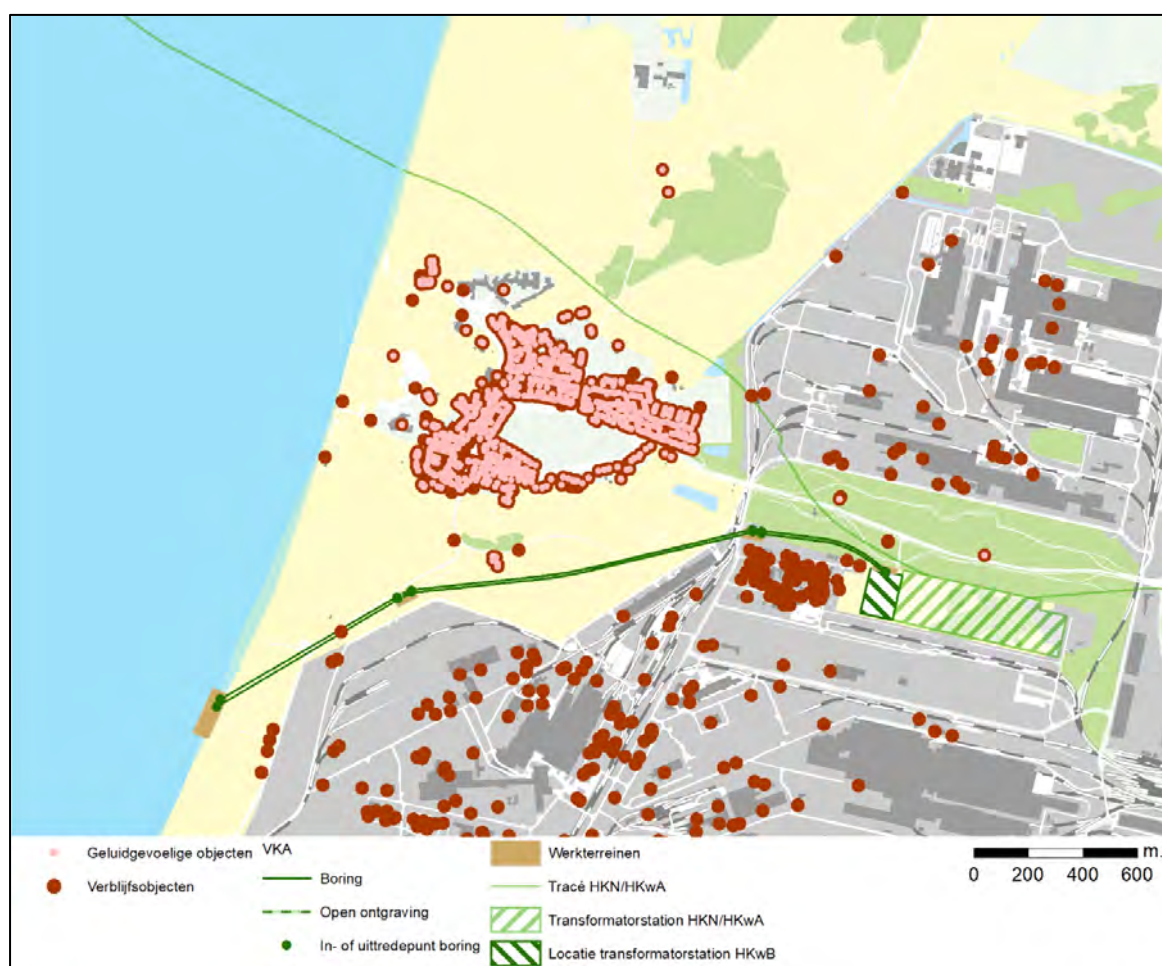 Geluidgevoelige objecten
Verblijfsobjecten
VKA
Boring
Open ontgraving
In- of uittredepunt boring
Werkterreinen
Tracé HKN/HKwA
Transformatorstation HKN/HKwA
Locatie transformatorstation HKwB
m.
0 200 400 600